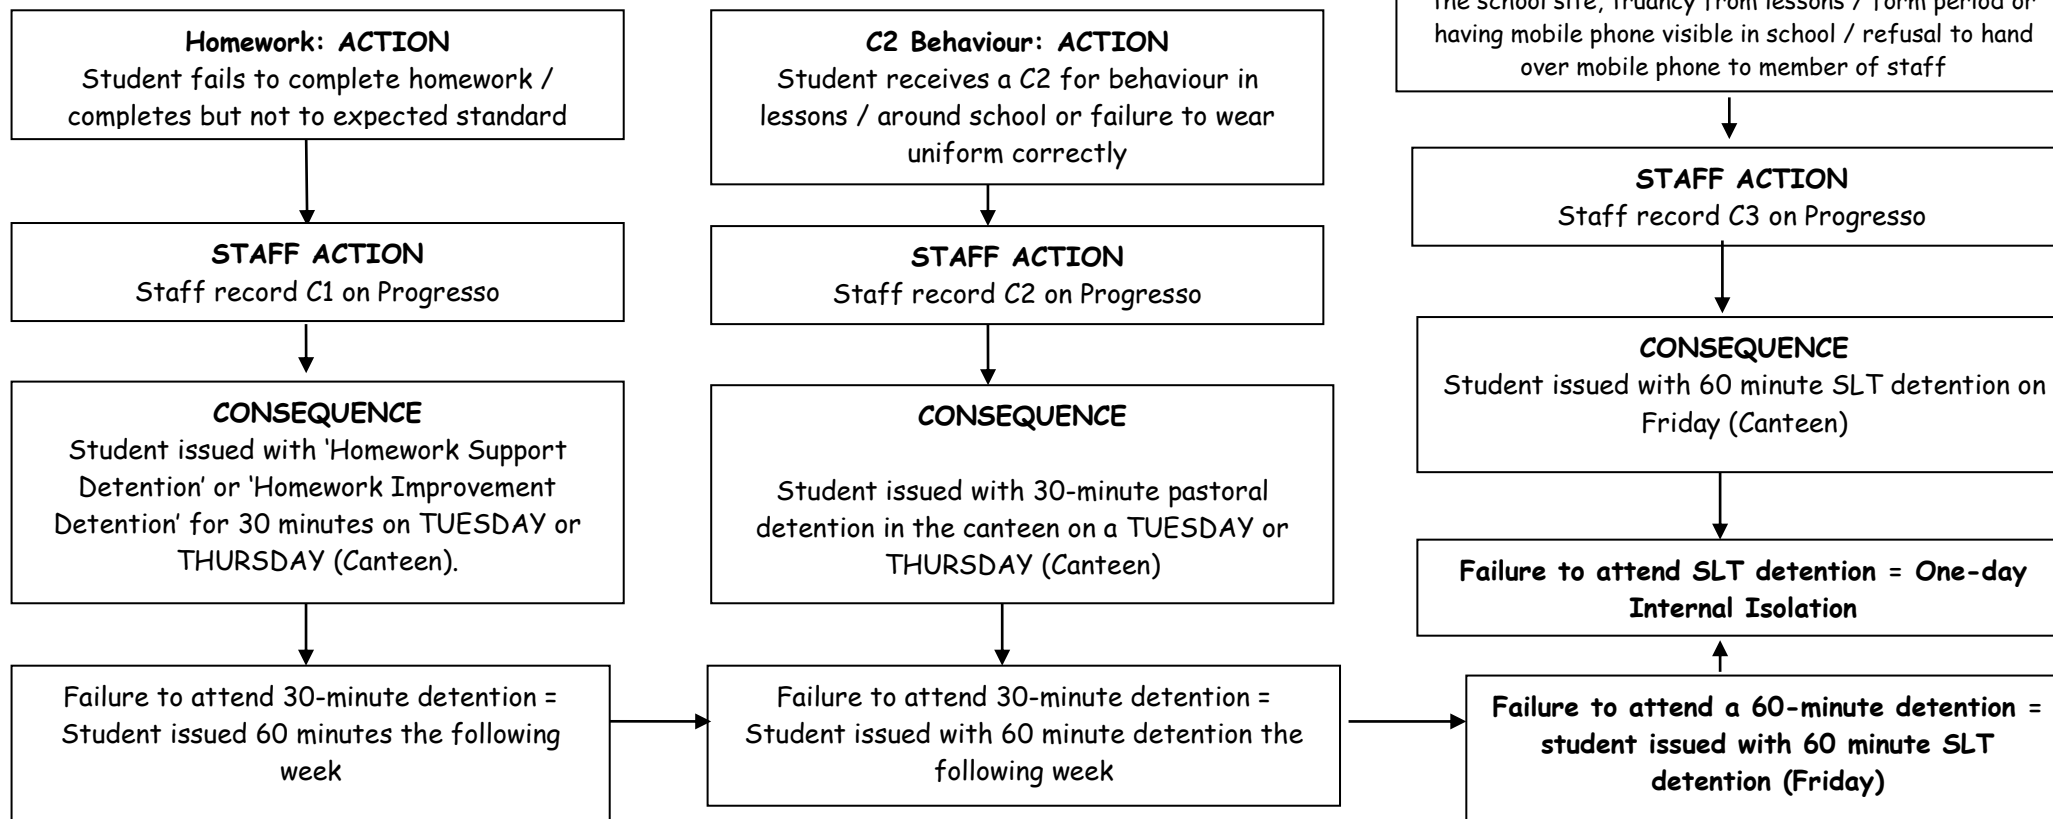 Homework: ACTION
Student fails to complete homework /
completes but not to expected standard
STAFF ACTION
Staff record C1 on Progresso
CONSEQUENCE
Student issued with ‘Homework Support
Detention’ or ‘Homework Improvement
Detention’ for 30 minutes on TUESDAY or
THURSDAY (Canteen).
Failure to attend 30-minute detention =
Student issued 60 minutes the following
week
C2 Behaviour: ACTION
Student receives a C2 for behaviour in
lessons / around school or failure to wear
uniform correctly
STAFF ACTION
Staff record C2 on Progresso
CONSEQUENCE
Student issued with 30-minute pastoral
detention in the canteen on a TUESDAY or
THURSDAY (Canteen)
Failure to attend 30-minute detention =
Student issued with 60 minute detention the
following week
the school site, truancy from lessons / form period or
having mobile phone visible in school / refusal to hand
over mobile phone to member of staff
STAFF ACTION
Staff record C3 on Progresso
CONSEQUENCE
Student issued with 60 minute SLT detention on
Friday (Canteen)
Failure to attend SLT detention = One-day
Internal Isolation
Failure to attend a 60-minute detention =
student issued with 60 minute SLT
detention (Friday)